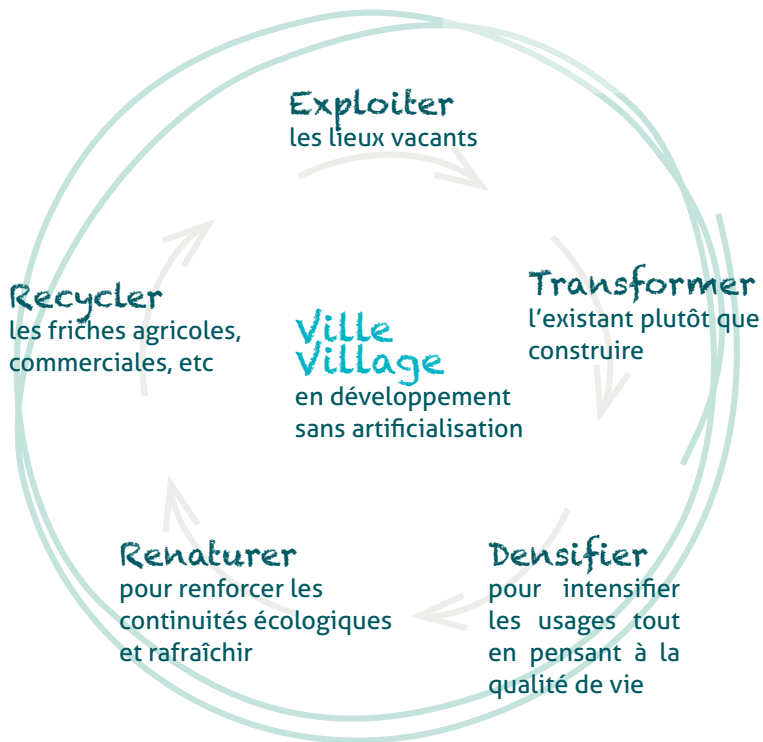 Exploiter
les lieux vacants
Transformer
l'existant plutôt que
construire
Recycler
les friches agricoles,
commerciales, etc
Ville
Village
en développement
sans artificialisation
Renaturer
pour renforcer les
continuités écologiques
et rafraîchir
Densifier
pour intensifier
les usages tout
en pensant à la
qualité de vie